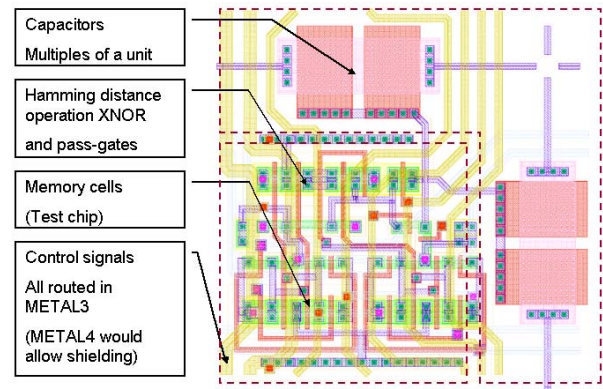 Capacitors
Multiples of a unit
Hamming distance
operation XNOR
and pass-gates
Memory cells
(Test chip)
Control signals
All routed in
METAL3
(METAL4 would
allow shielding)